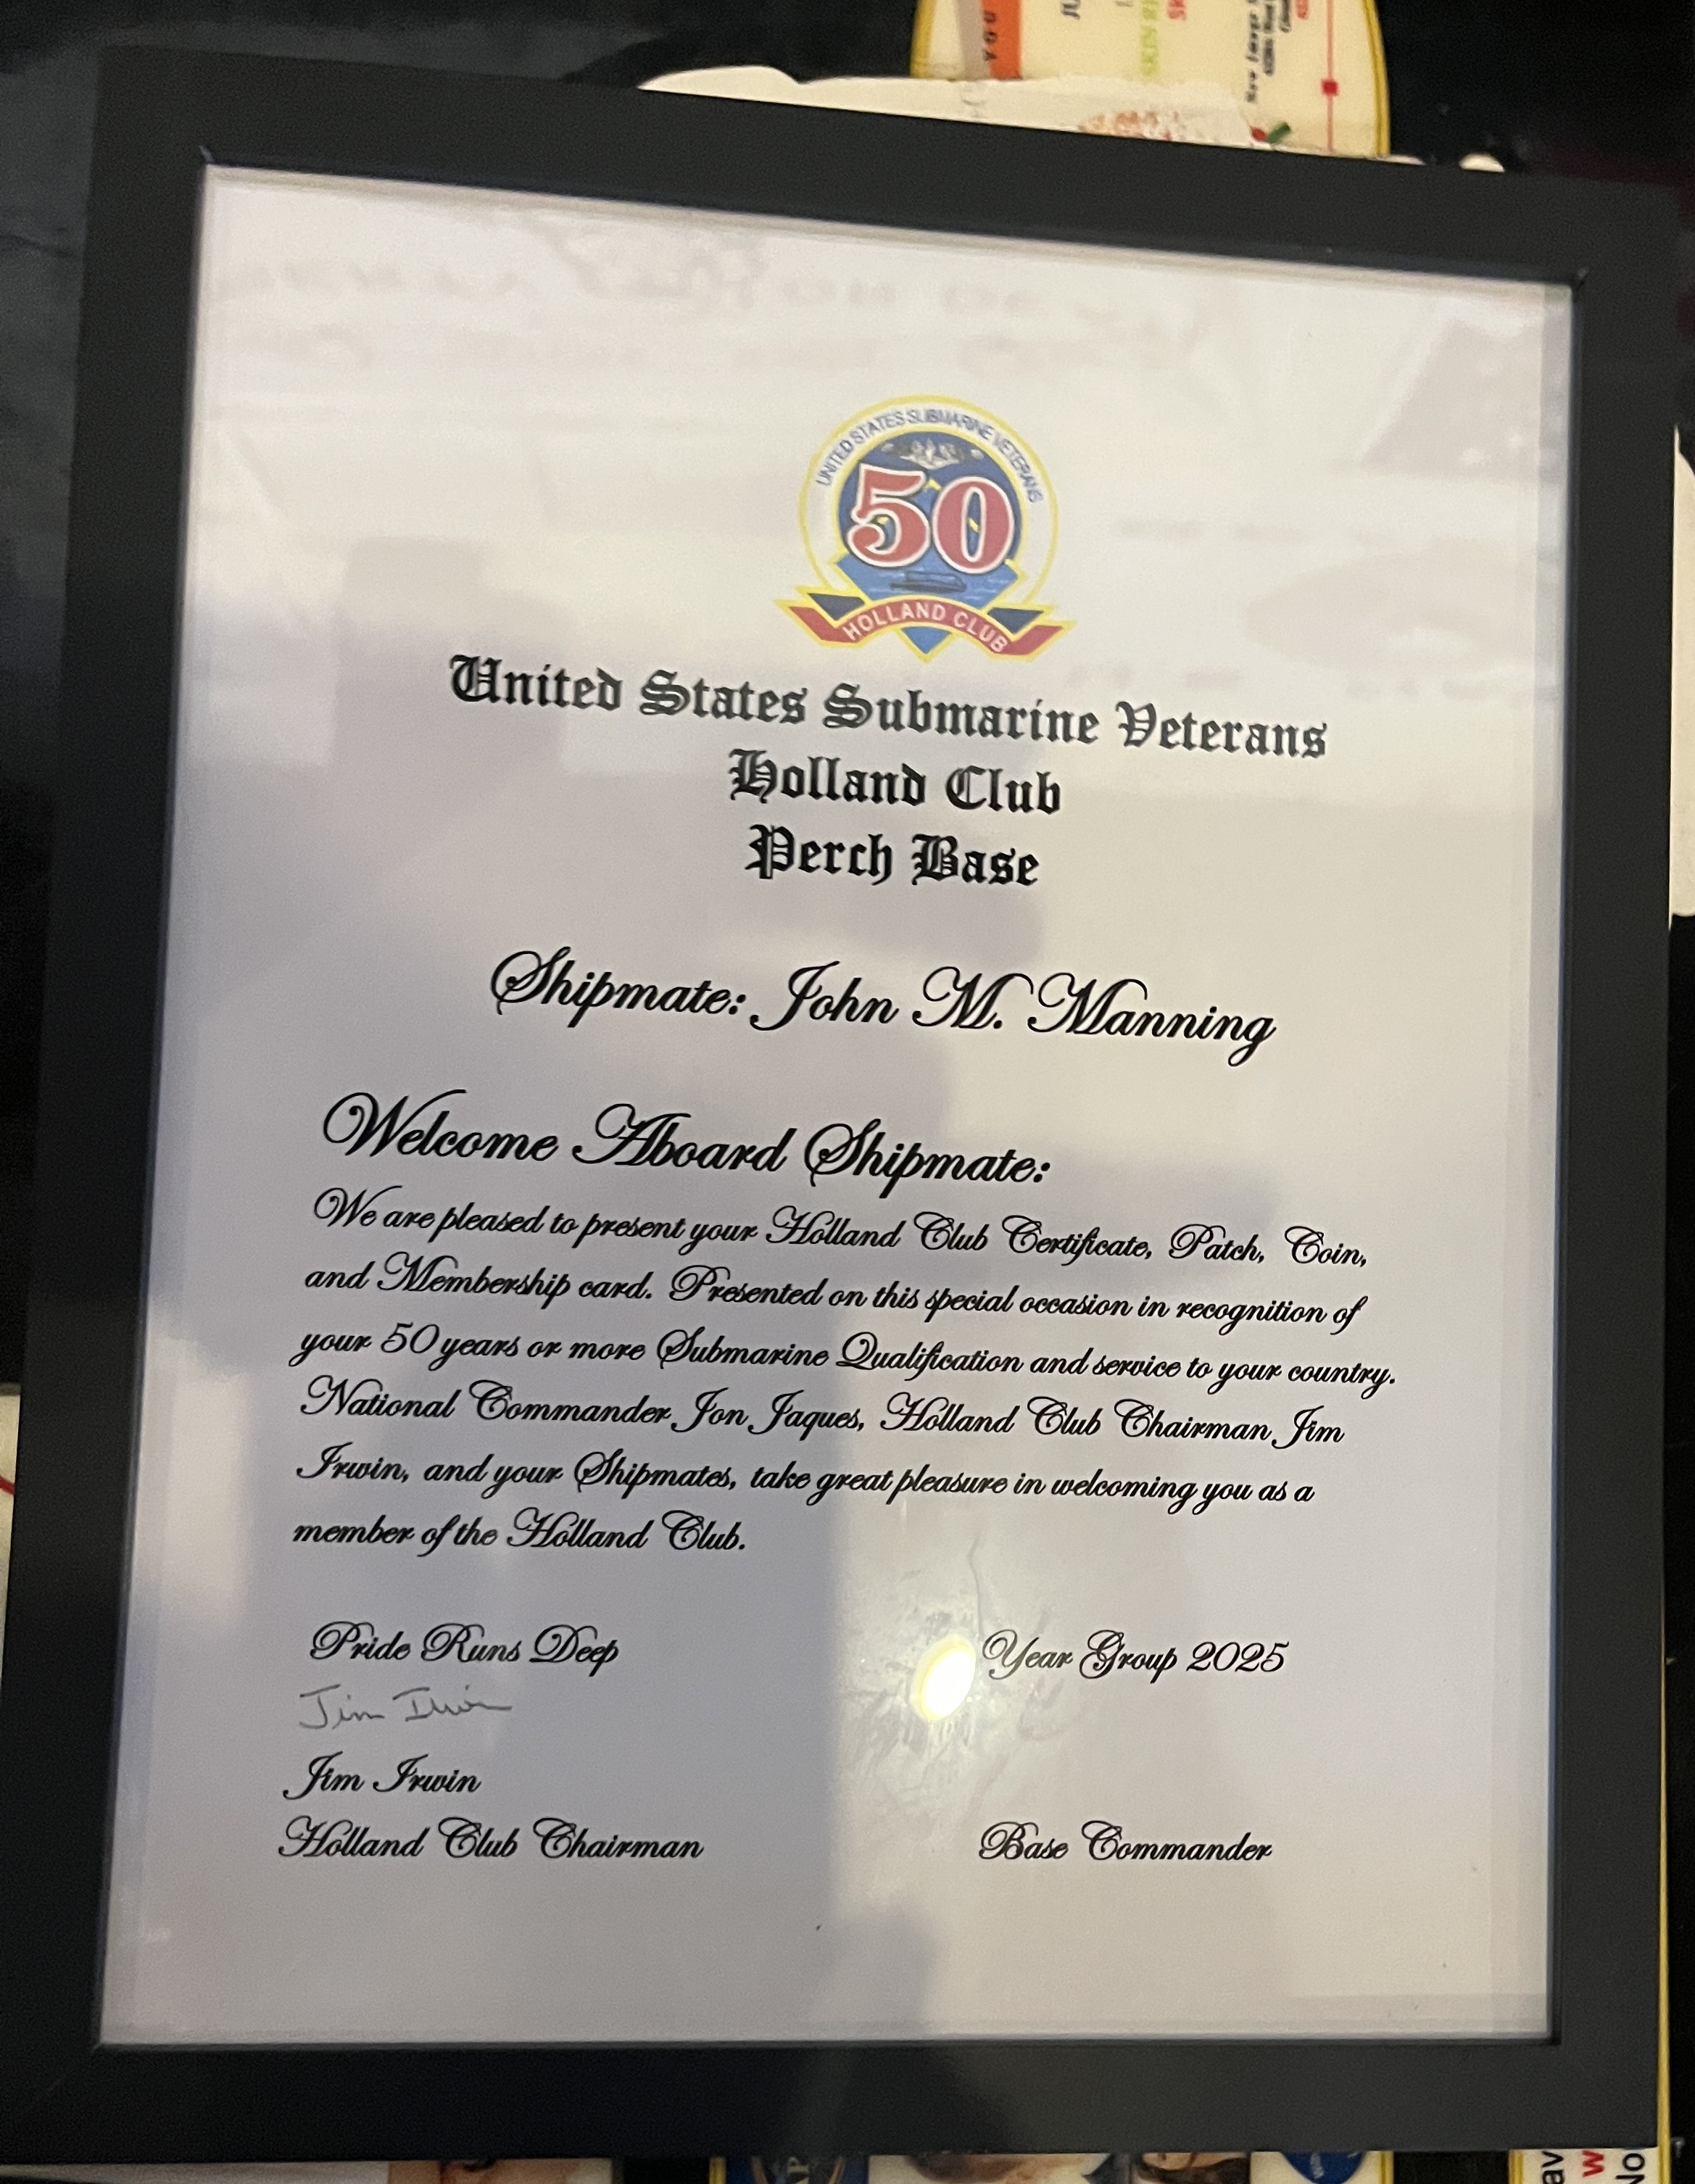 UNITED STATES SUBMARINE VETERANS
50
HOLLAND CLUB
United States Submarine Veterans
Holland Club
Perch Base
Shipmate: John M. Manning
Welcome Aboard Shipmate:
We are pleased to present your Holland Club Certificate, Patch, Coin,
and Membership card. Presented on this special occasion in recognition of
your 50 years or more Submarine Qualification and service to your country.
National Commander Jon Jaques, Holland Club Chairman Jim
Irwin, and your Shipmates, take great pleasure in welcoming you as a
member of the Holland Club.
Pride Runs Deep
Year Group 2025
Jim Irwin
Jim Irwin
Holland Club Chairman
Base Commander